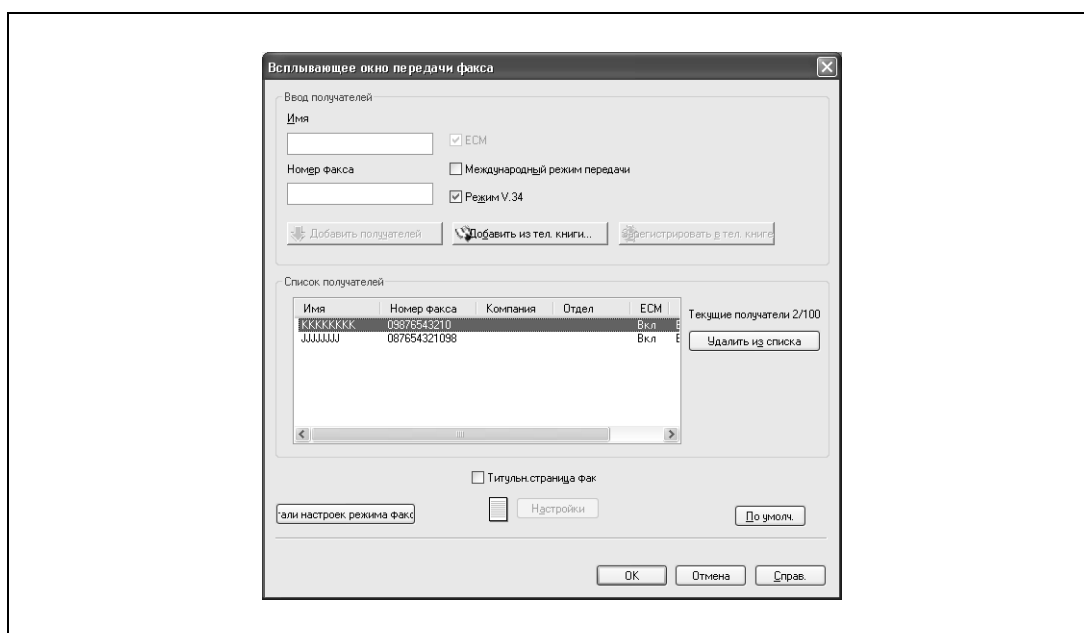 Всплывающее окно передачи факса
Ввод получателей
Имя
ECM
Номер факса
Международный режим передачи
Режим V.34
Добавить получателей
Добавить из тел. книги...
Регистрировать в тел. книге
Список получателей
Имя Номер факса Компания Отдел ECM
KKKKKKKK 09876543210 Вкл
JJJJJJJJ 087654321098 Вкл
Текущие получатели 2/100
Удалить из списка
Титульн.страница фак
тали настроек режима факс
Настройки
По умолч.
OK Отмена Справ.